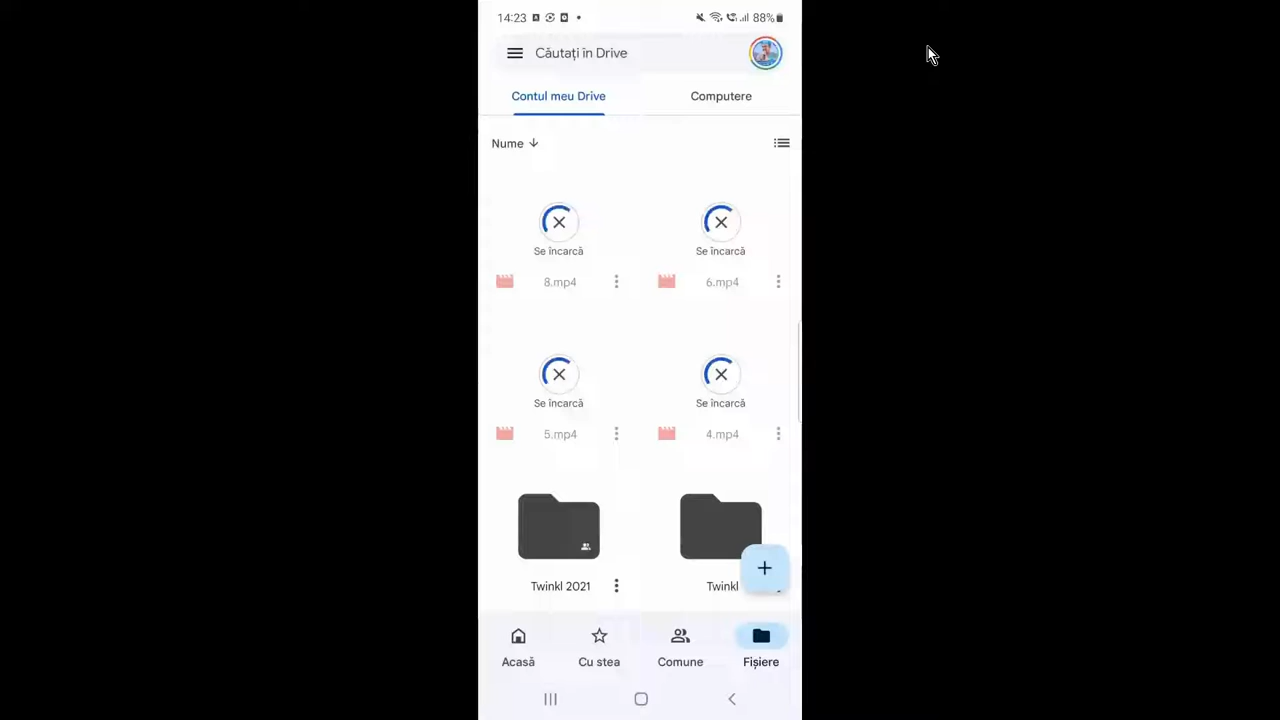 14:23 88%
Căutați în Drive
Contul meu Drive Computere
Nume
Se încarcă Se încarcă
8.mp4 6.mp4
Se încarcă Se încarcă
5.mp4 4.mp4
Twinkl 2021 Twinkl
Acasă Cu stea Comune Fișiere